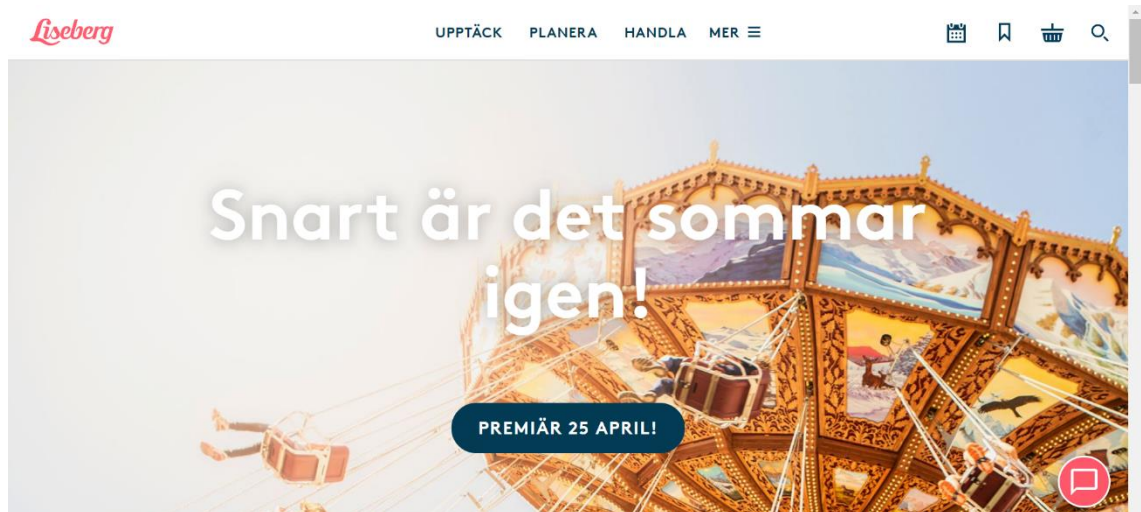 Liseberg
UPPTÄCK PLANERA HANDLA MER
Snart är det sommar
igen!
PREMIÄR 25 APRIL!